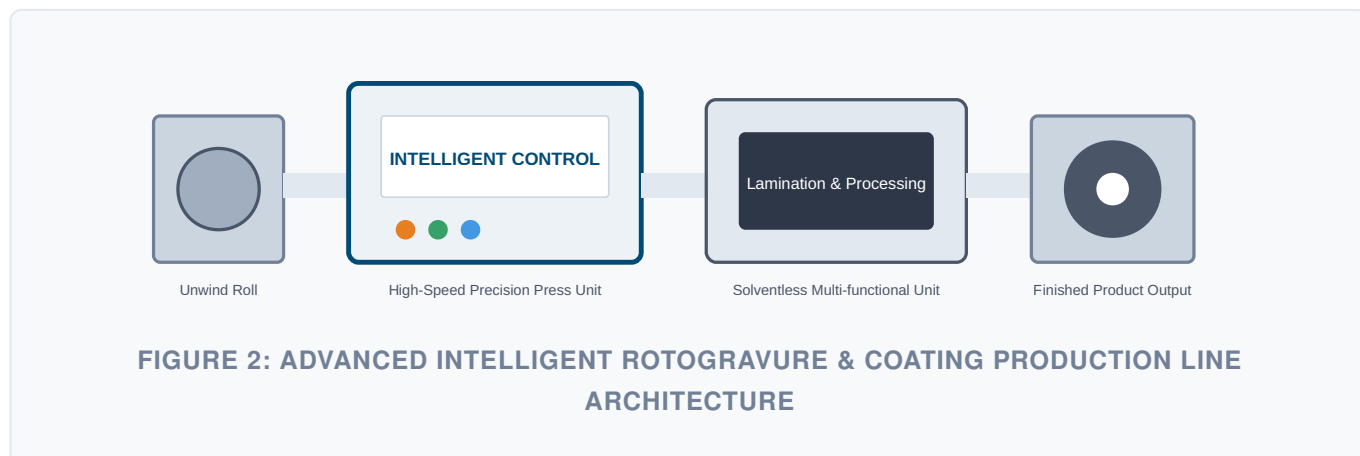 INTELLIGENT CONTROL
Lamination & Processing
Unwind Roll
High-Speed Precision Press Unit
Solventless Multi-functional Unit
Finished Product Output
FIGURE 2: ADVANCED INTELLIGENT ROTOGRAVURE & COATING PRODUCTION LINE
ARCHITECTURE